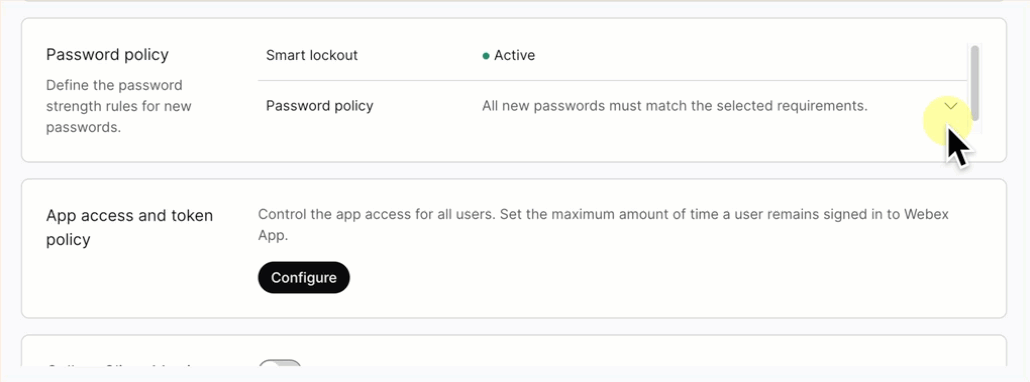 Password policy
Define the password
strength rules for new
passwords.
Smart lockout
Active
Password policy
All new passwords must match the selected requirements.
App access and token
policy
Control the app access for all users. Set the maximum amount of time a user remains signed in to Webex
App.
Configure